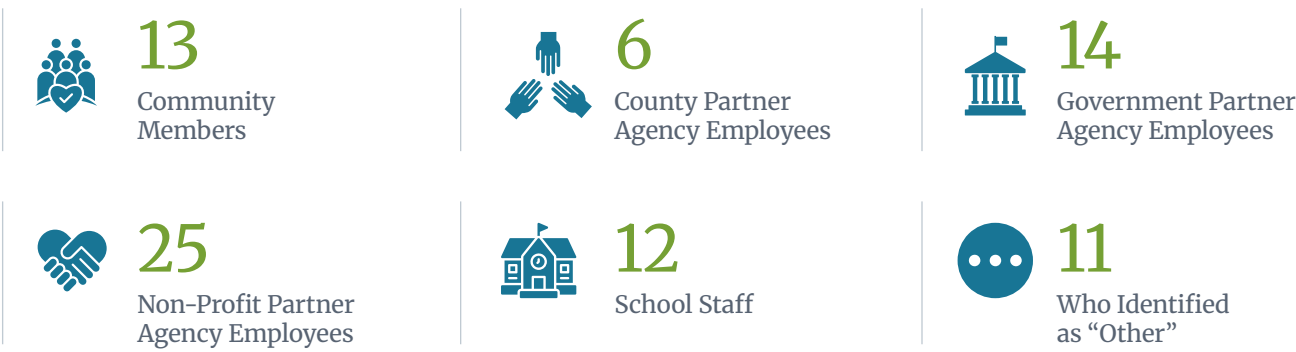 13
Community
Members
6
County Partner
Agency Employees
14
Government Partner
Agency Employees
25
Non-Profit Partner
Agency Employees
12
School Staff
11
Who Identified
as “Other”